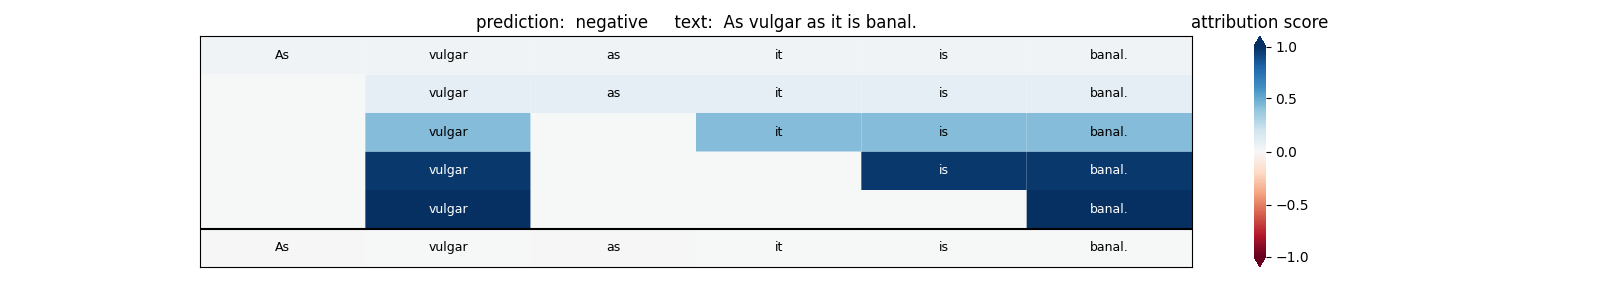 prediction:  negative     text:  As vulgar as it is banal.
attribution score
As vulgar as it is banal.
vulgar as it is banal.
vulgar it is banal.
vulgar is banal.
vulgar banal.
As vulgar as it is banal.
1.0
0.5
0.0
−0.5
−1.0